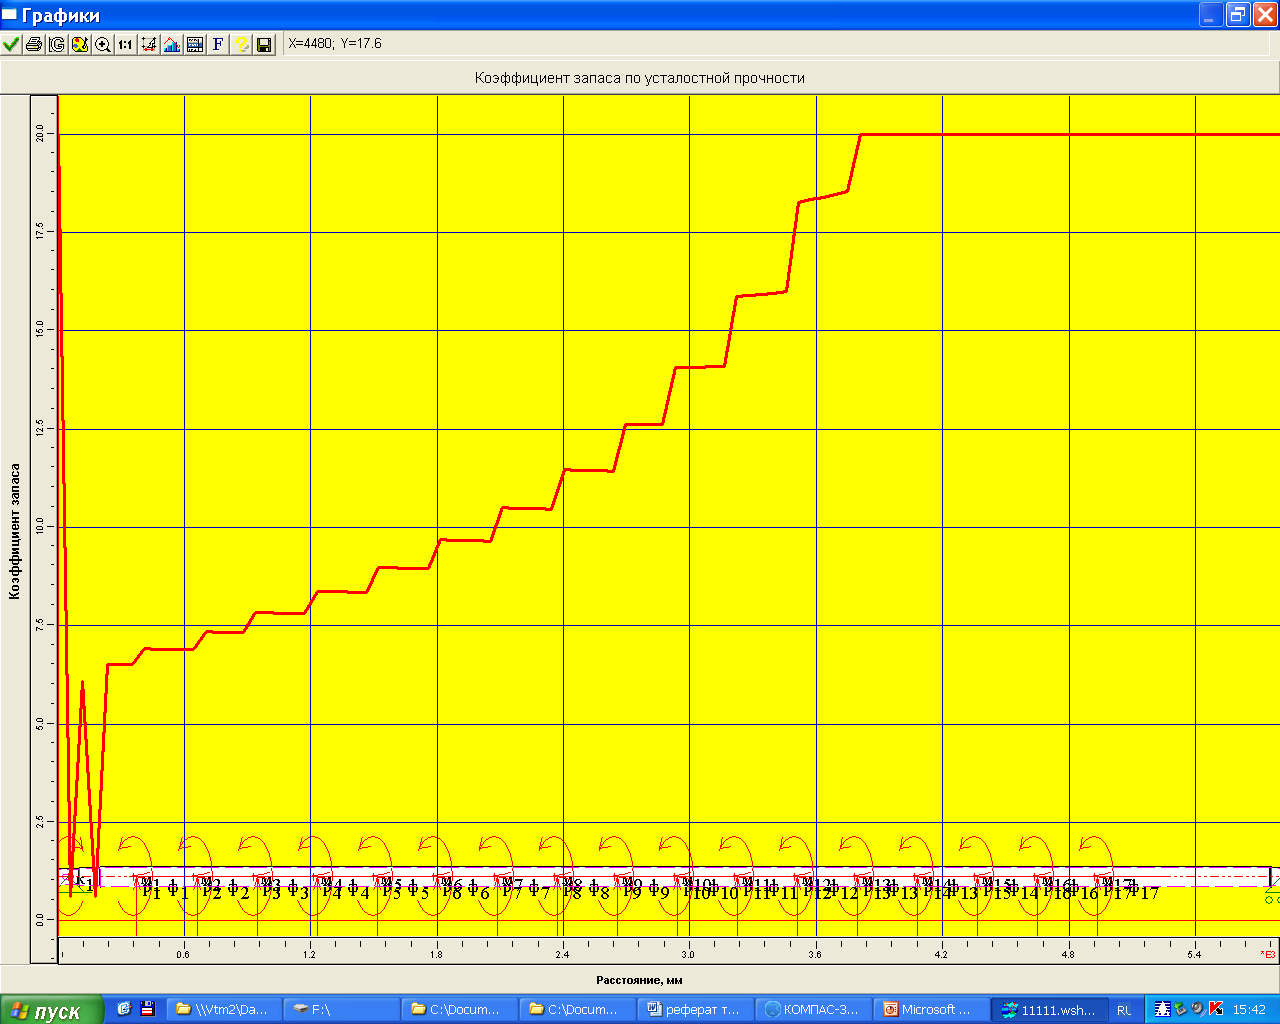 Графики
1:1 F X=4480; Y=17.6
Коэффициент запаса по усталостной прочности
Коэффициент запаса
20.0
17.5
15.0
12.5
10.0
7.5
5.0
2.5
0.0
0.6 1.2 1.8 2.4 3.0 3.6 4.2 4.8 5.4 *E3
Расстояние, мм
пуск \\Vtm2\Da... F:\ C:\Docum... C:\Docum... реферат т... КОМПАС-3... Microsoft ... 11111.wsh... RU 15:42